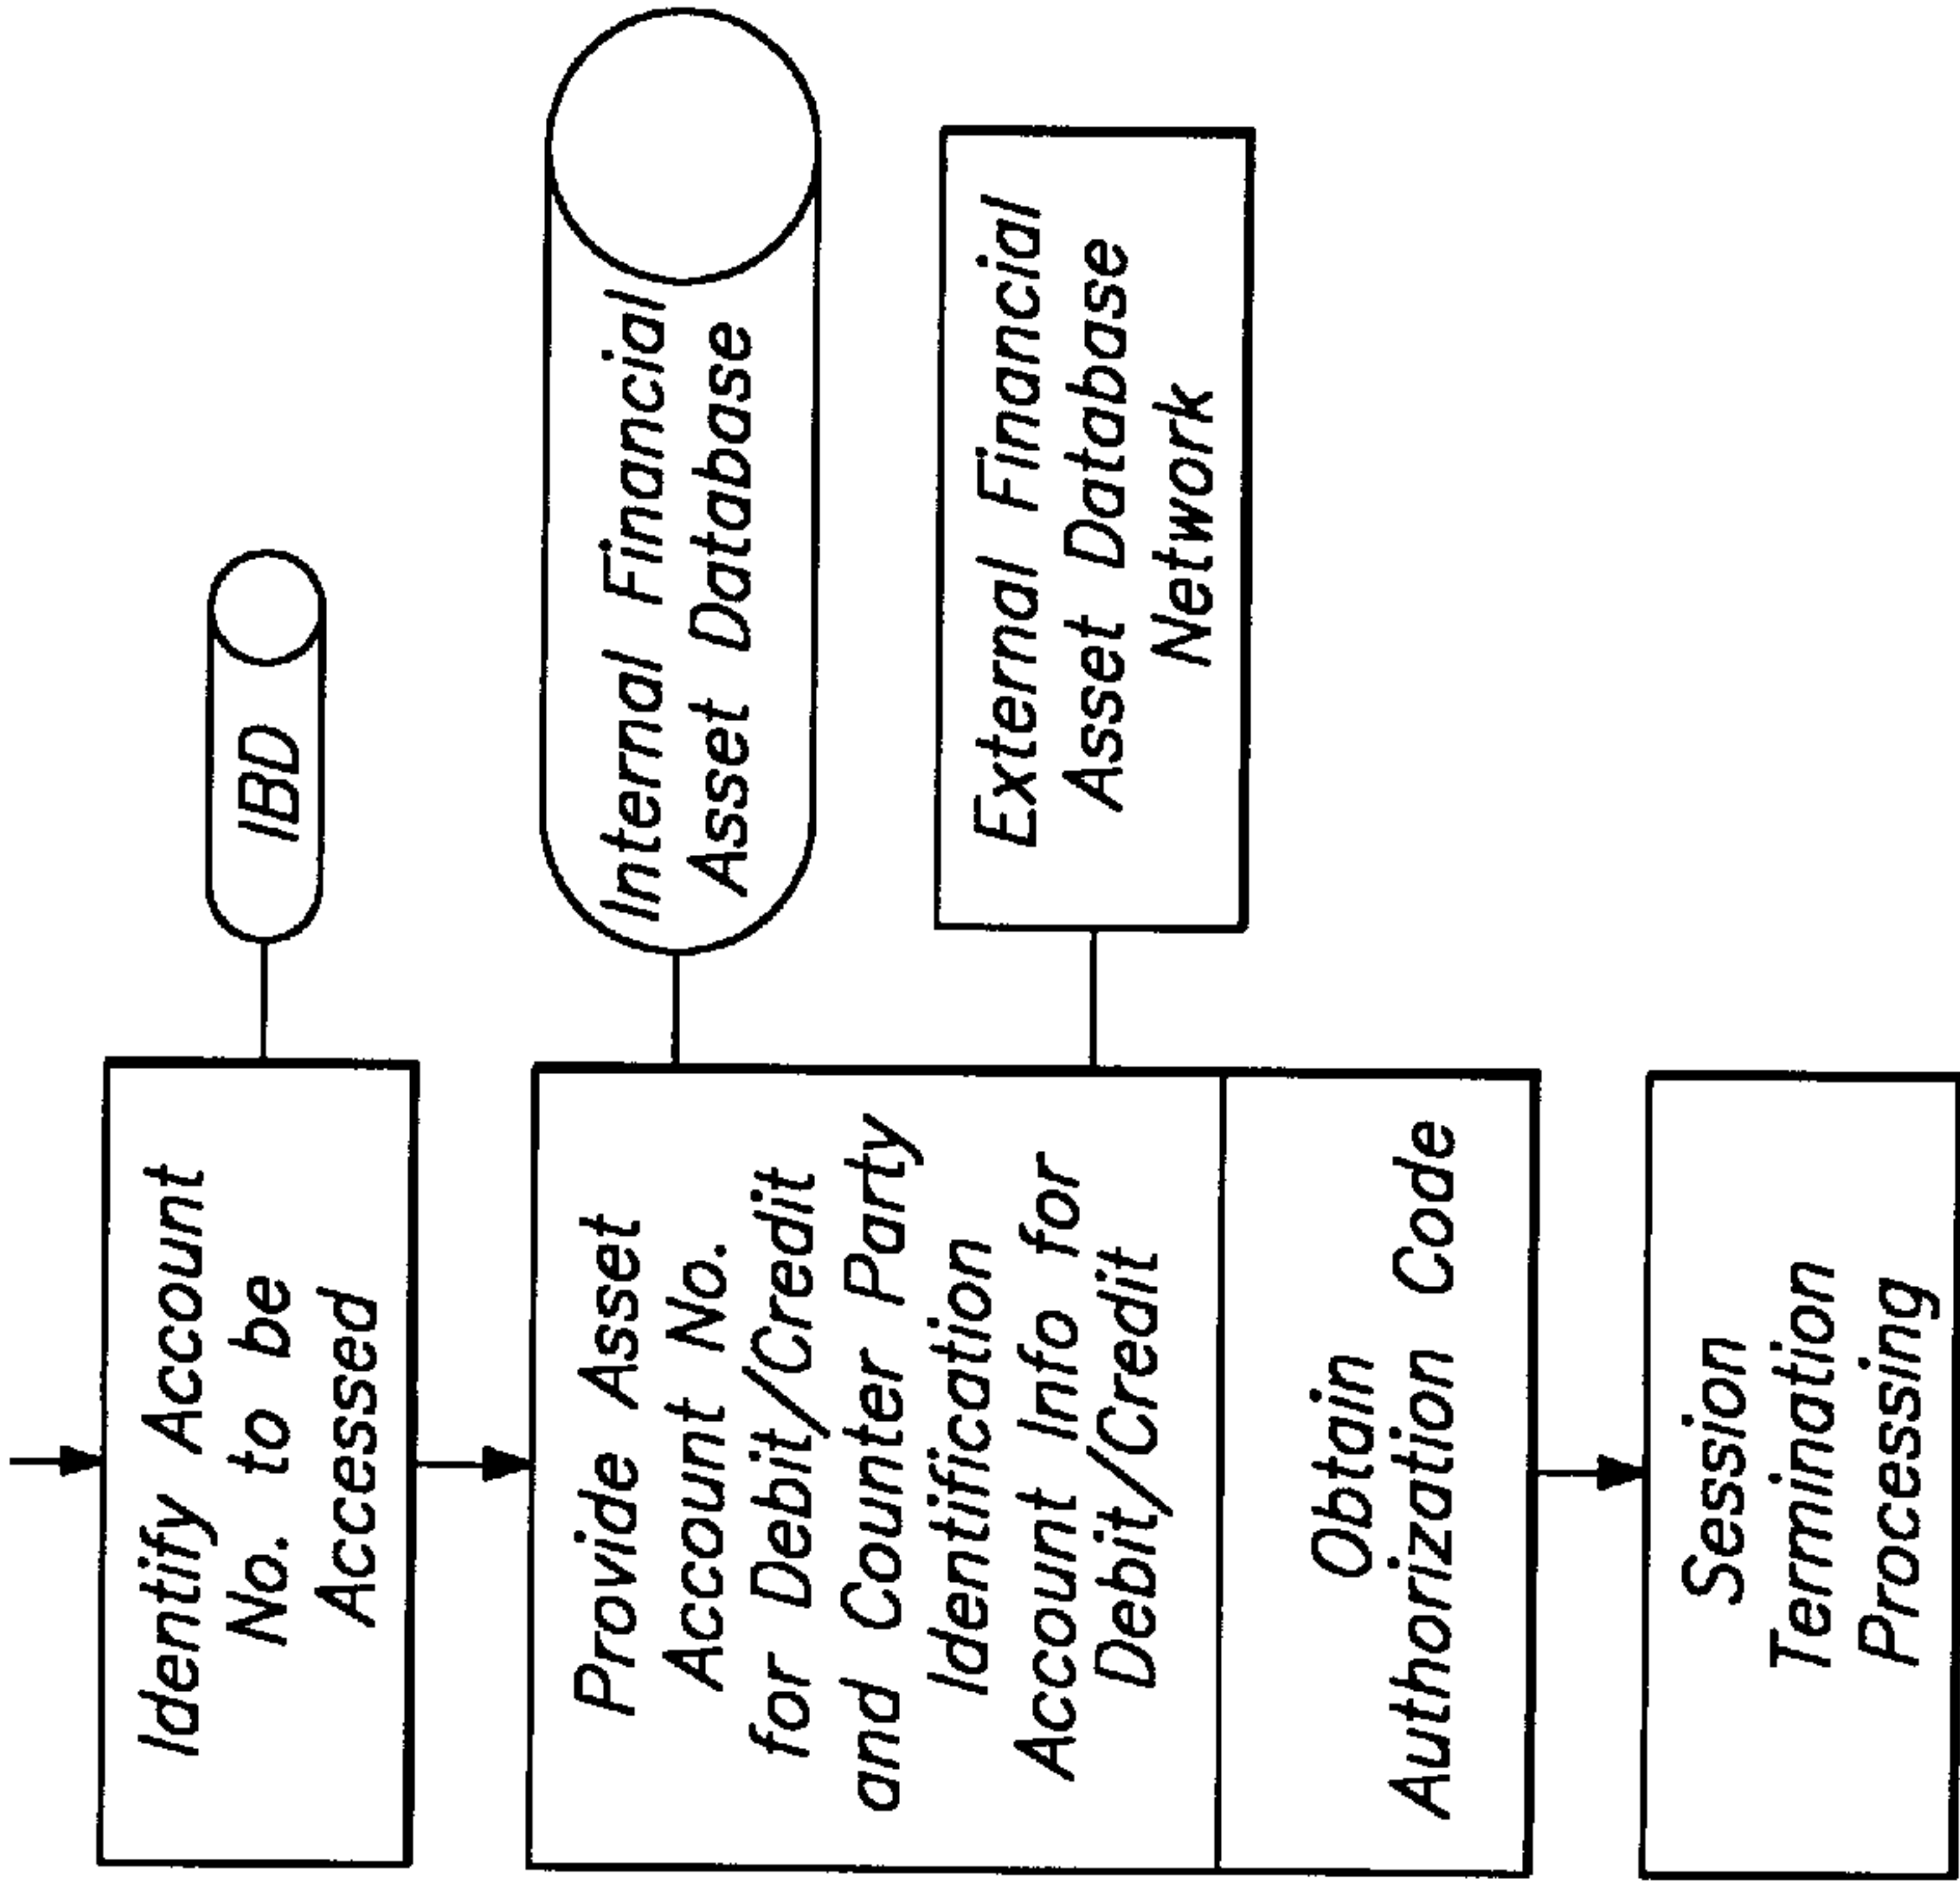 Identify Account
No. to be
Accessed
IBD
Provide Asset
Account No.
for Debit/Credit
and Counter Party
Identification
Account Info for
Debit/Credit
Internal Financial
Asset Database
External Financial
Asset Database
Network
Obtain
Authorization Code
Session
Termination
Processing